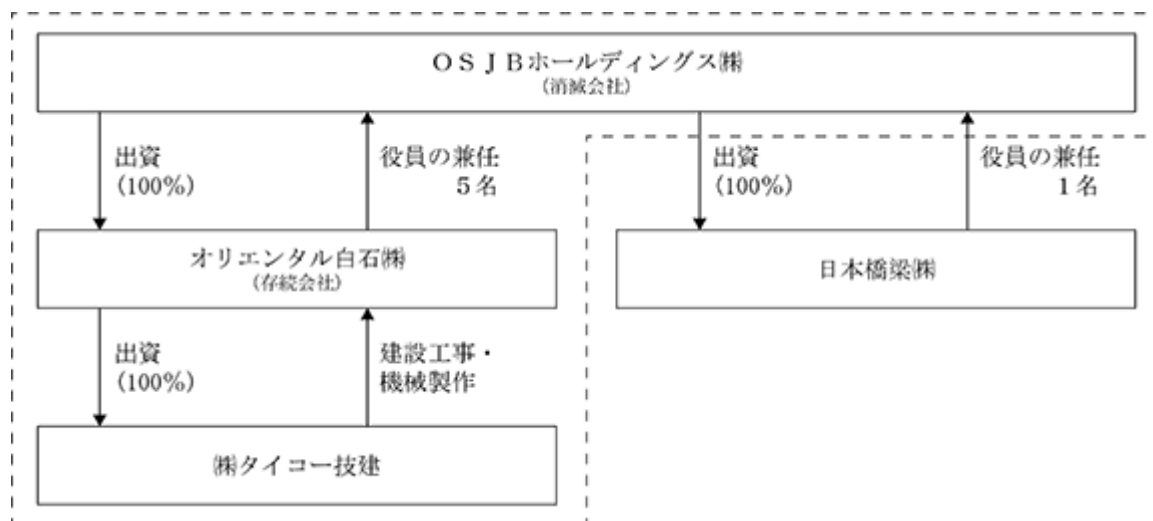 ＯＳＪＢホールディングス㈱
(消滅会社)
出資
(100％)
役員の兼任
５名
出資
(100％)
役員の兼任
１名
オリエンタル白石㈱
(存続会社)
日本橋梁㈱
出資
(100％)
建設工事・
機械製作
㈱タイコー技建